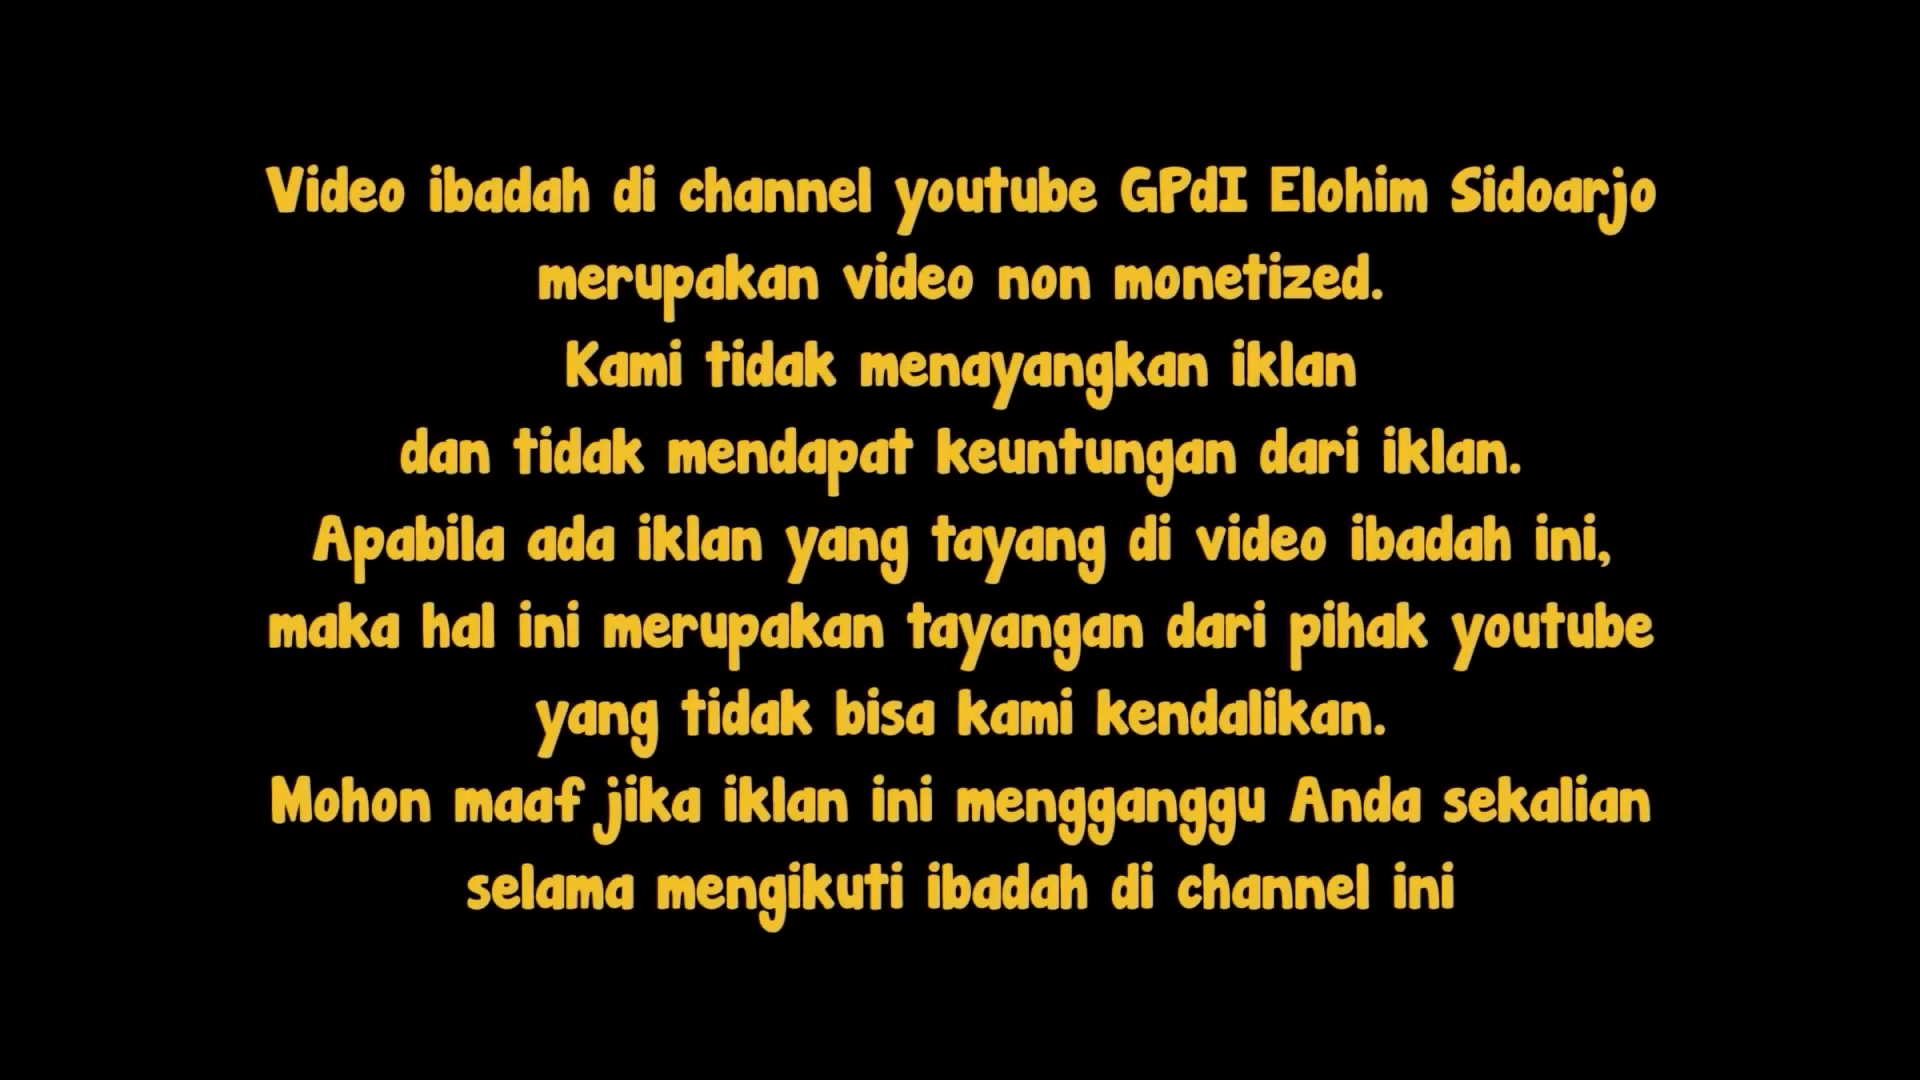 Video ibadah di channel youtube GPdI Elohim Sidoarjo
merupakan video non monetized.
Kami tidak menayangkan iklan
dan tidak mendapat keuntungan dari iklan.
Apabila ada iklan yang tayang di video ibadah ini,
maka hal ini merupakan tayangan dari pihak youtube
yang tidak bisa kami kendalikan.
Mohon maaf jika iklan ini mengganggu Anda sekalian
selama mengikuti ibadah di channel ini